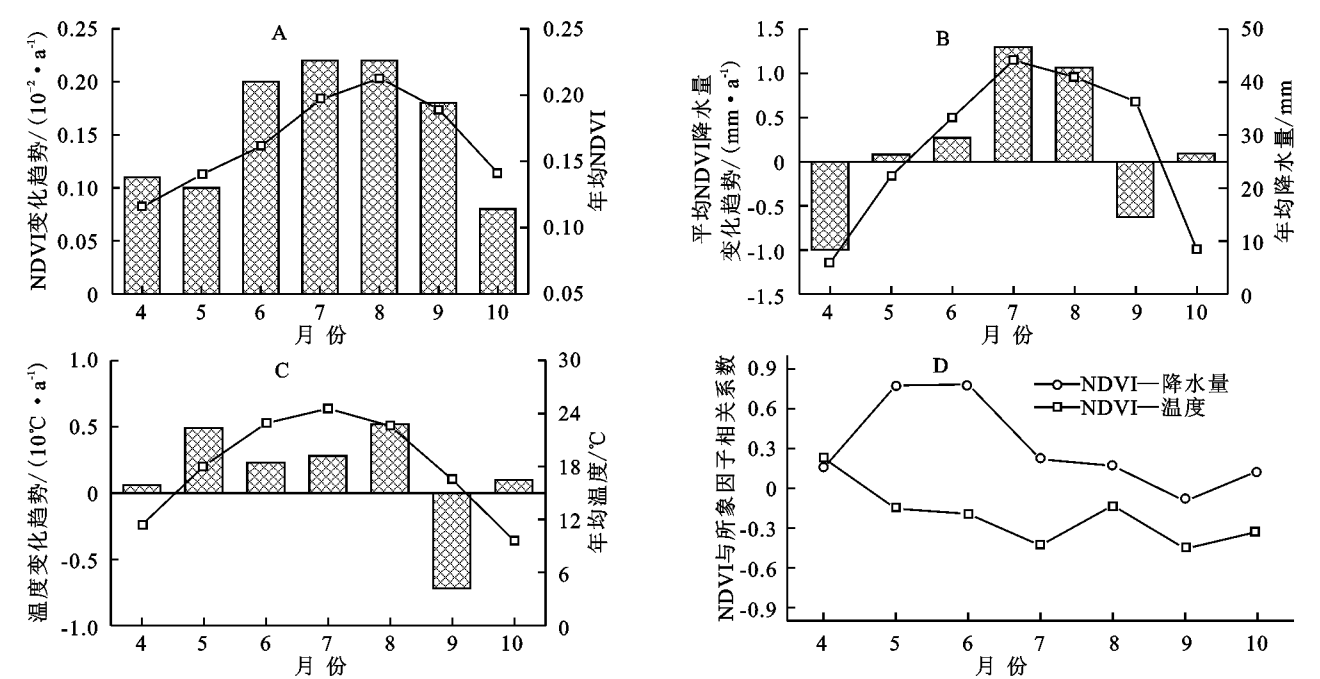 A
NDVI变化趋势/(10⁻²·a⁻¹)
0.25
0.20
0.15
0.10
0.05
0
0.25
0.20
0.15
0.10
0.05
年均NDVI
4 5 6 7 8 9 10
月 份
B
平均NDVI降水量
变化趋势/(mm·a⁻¹)
1.5
1.0
0.5
0
-0.5
-1.0
-1.5
50
40
30
20
10
0
年均降水量/mm
4 5 6 7 8 9 10
月 份
C
温度变化趋势/(10℃·a⁻¹)
1.0
0.5
0
-0.5
-1.0
30
24
18
12
6
0
年均温度/℃
4 5 6 7 8 9 10
月 份
D
NDVI与所象因子相关系数
0.9
0.6
0.3
0
-0.3
-0.6
-0.9
NDVI—降水量
NDVI—温度
4 5 6 7 8 9 10
月 份